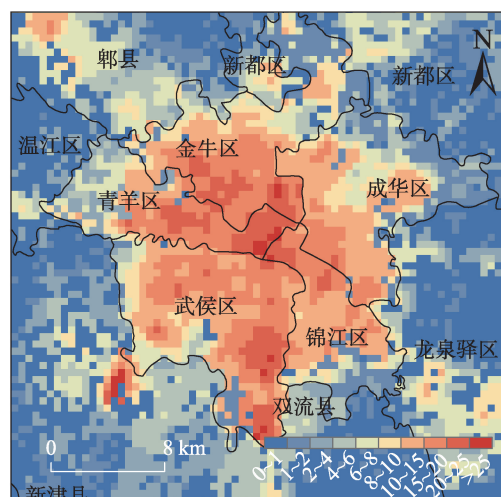 N
郫县
新都区
新都区
温江区
金牛区
成华区
青羊区
武侯区
锦江区
龙泉驿区
双流县
0 8 km
0~1
1~2
2~4
4~6
6~8
8~10
10~15
15~20
20~25
>25
新津县